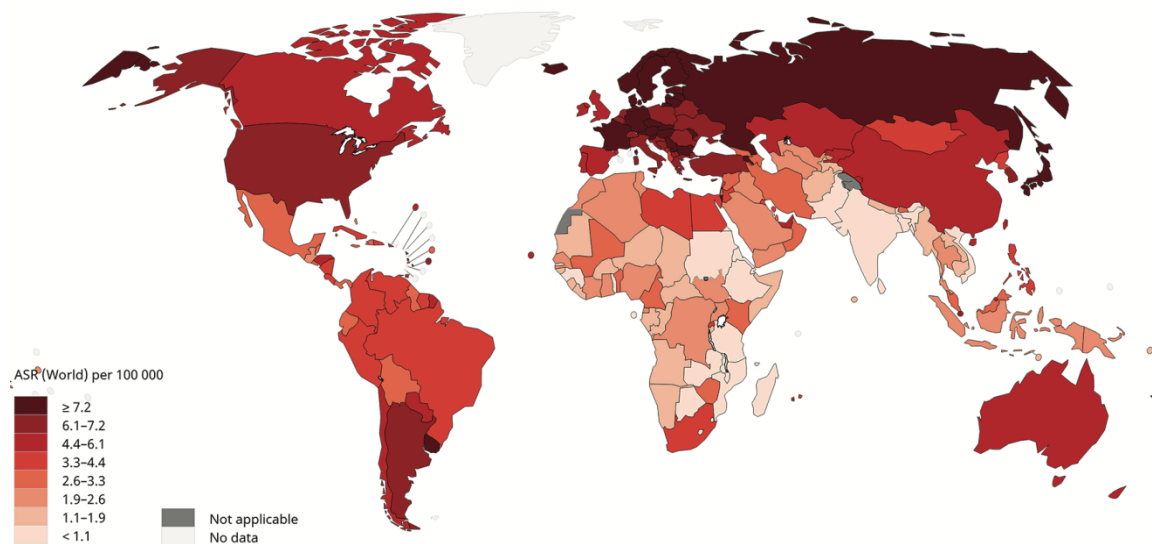 ASR (World) per 100 000
≥ 7.2
6.1–7.2
4.4–6.1
3.3–4.4
2.6–3.3
1.9–2.6
1.1–1.9
< 1.1
Not applicable
No data